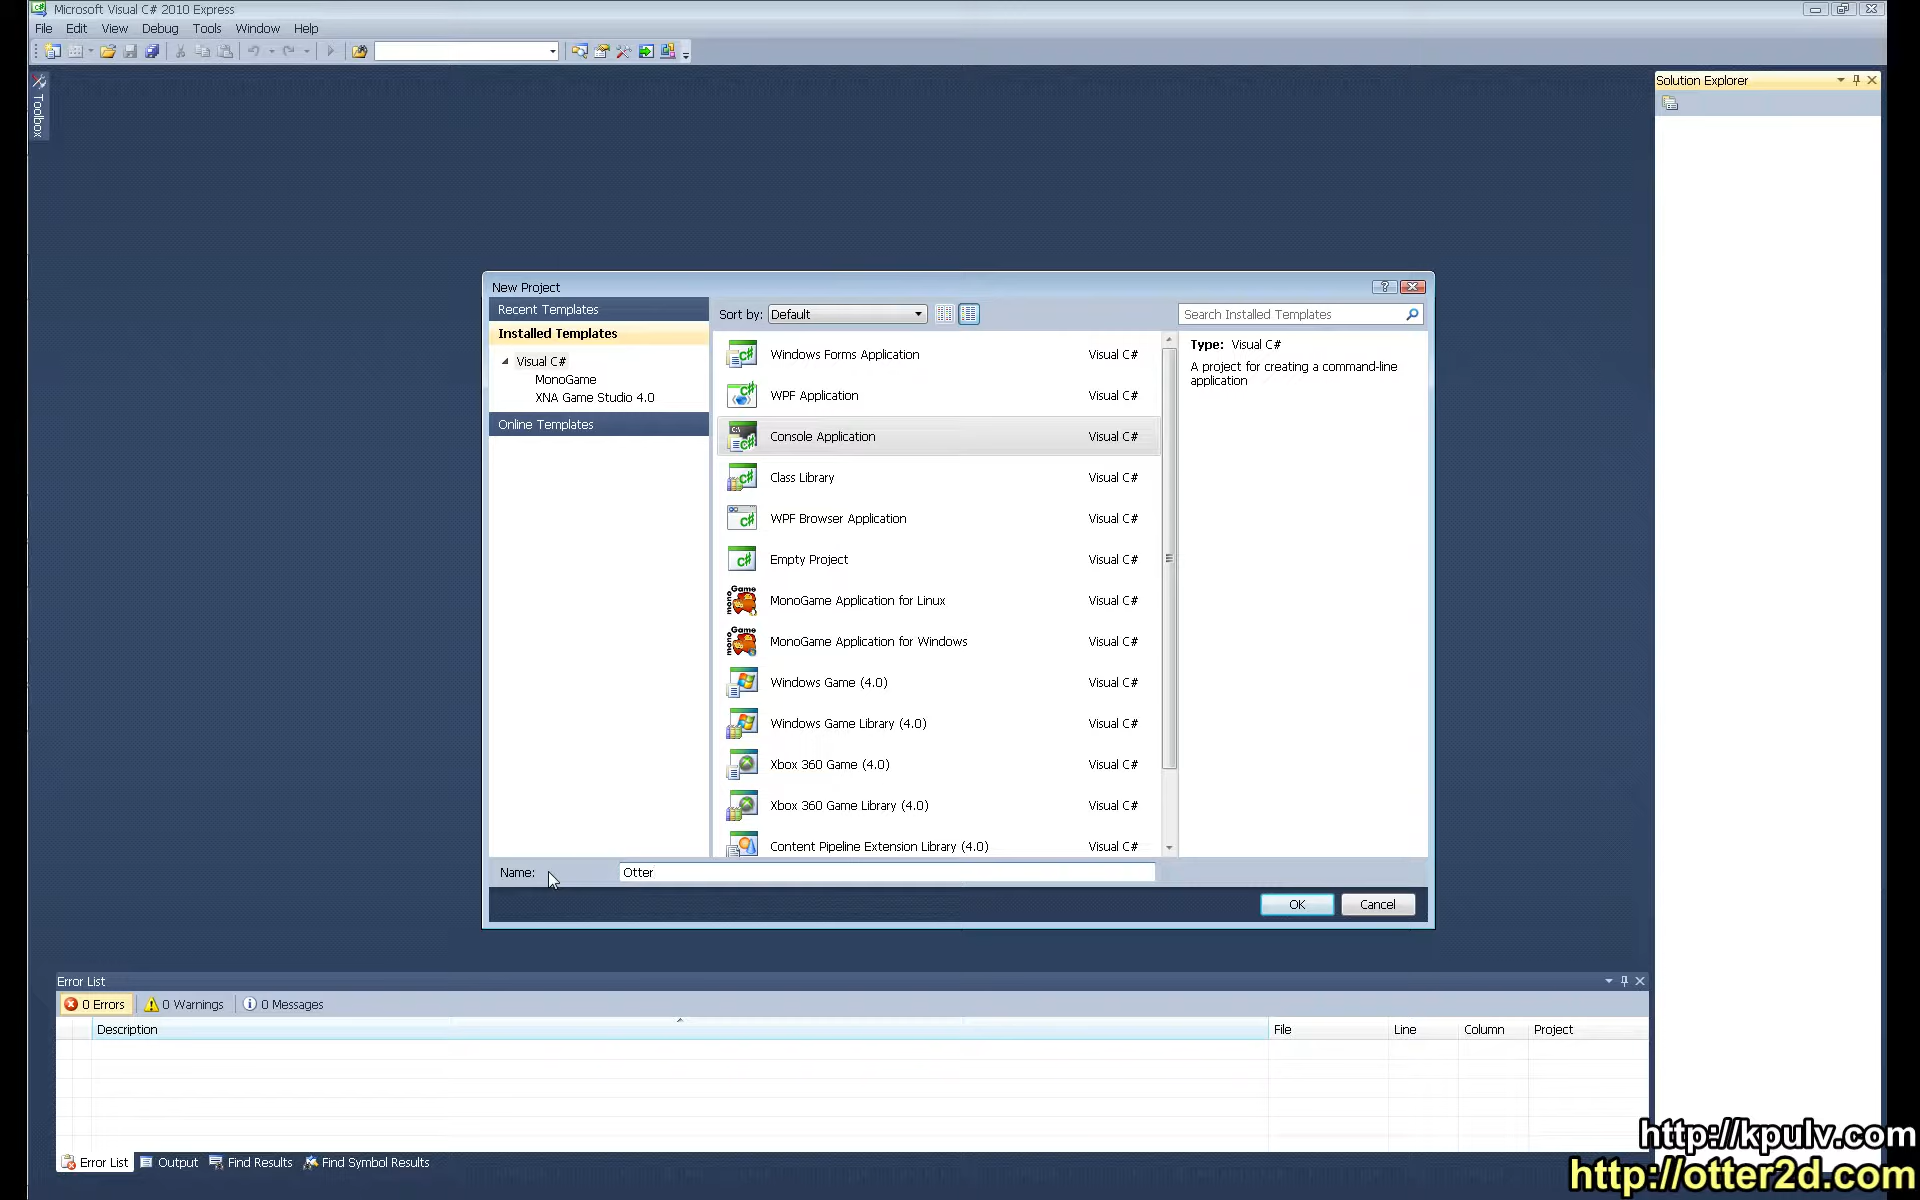 Microsoft Visual C# 2010 Express
File Edit View Debug Tools Window Help
Toolbox
Solution Explorer
New Project
Recent Templates
Installed Templates
Visual C#
MonoGame
XNA Game Studio 4.0
Online Templates
Sort by: Default
Search Installed Templates
Windows Forms Application Visual C#
WPF Application Visual C#
Console Application Visual C#
Class Library Visual C#
WPF Browser Application Visual C#
Empty Project Visual C#
MonoGame Application for Linux Visual C#
MonoGame Application for Windows Visual C#
Windows Game (4.0) Visual C#
Windows Game Library (4.0) Visual C#
Xbox 360 Game (4.0) Visual C#
Xbox 360 Game Library (4.0) Visual C#
Content Pipeline Extension Library (4.0) Visual C#
Type: Visual C#
A project for creating a command-line
application
Name: Otter
OK Cancel
Error List
0 Errors 0 Warnings 0 Messages
Description File Line Column Project
Error List Output Find Results Find Symbol Results
http://kpulv.com
http://otter2d.com